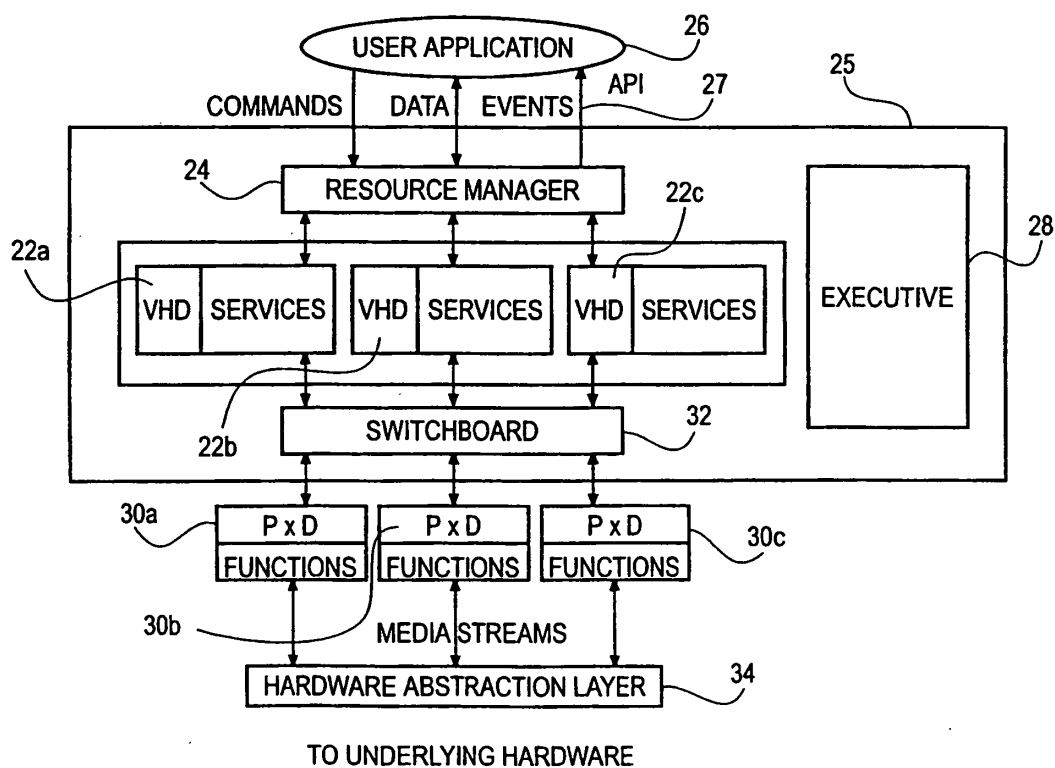 USER APPLICATION
26
COMMANDS
DATA
EVENTS
API
27
25
24
RESOURCE MANAGER
22c
28
22a
VHD
SERVICES
VHD
SERVICES
VHD
SERVICES
EXECUTIVE
22b
SWITCHBOARD
32
30a
P x D
P x D
P x D
30c
FUNCTIONS
FUNCTIONS
FUNCTIONS
30b
MEDIA STREAMS
HARDWARE ABSTRACTION LAYER
34
TO UNDERLYING HARDWARE